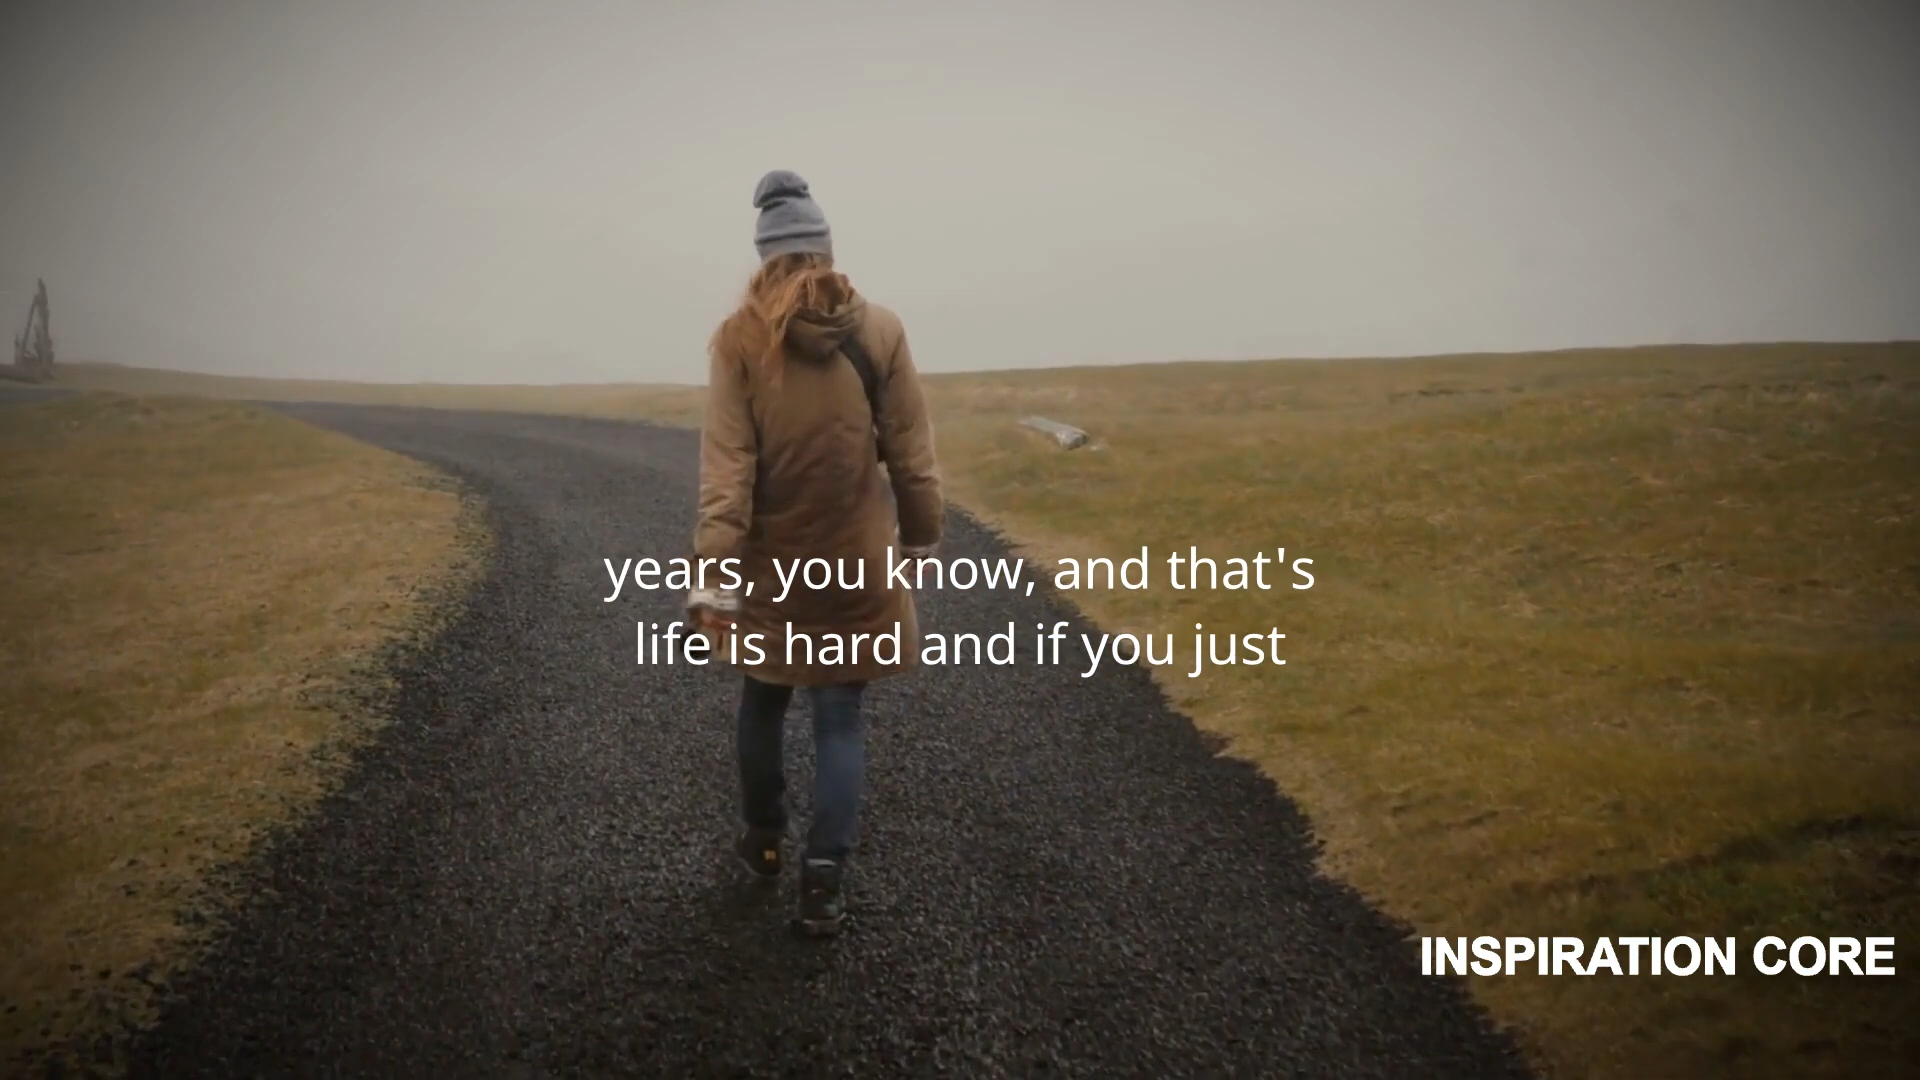 years, you know, and that's
life is hard and if you just
INSPIRATION CORE